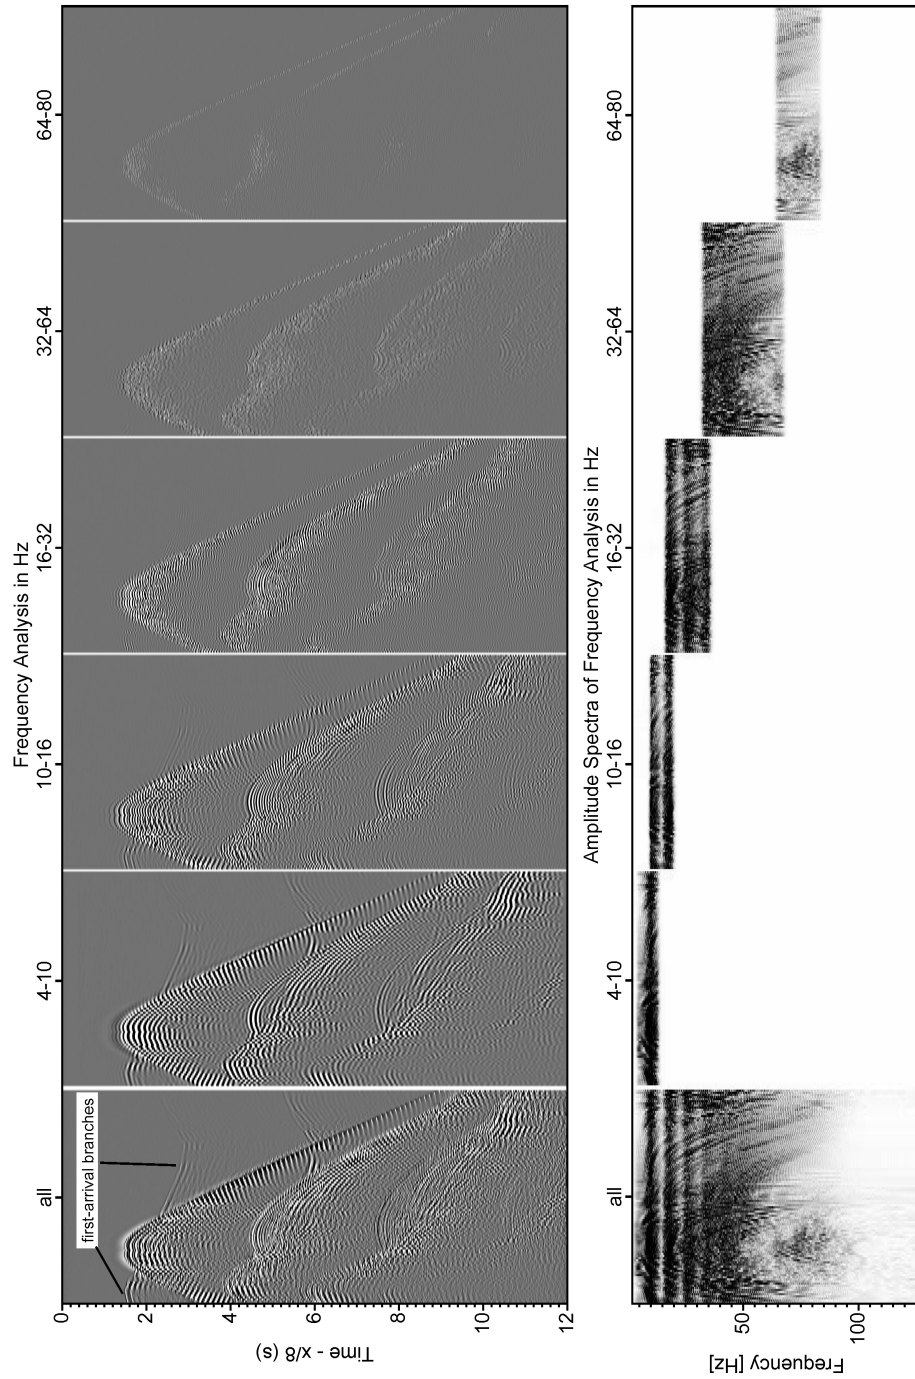 Frequency Analysis in Hz
all
4-10
10-16
16-32
32-64
64-80
first-arrival branches
0
2
4
6
8
10
12
Time - x/8 (s)
Amplitude Spectra of Frequency Analysis in Hz
50
100
Frequency [Hz]